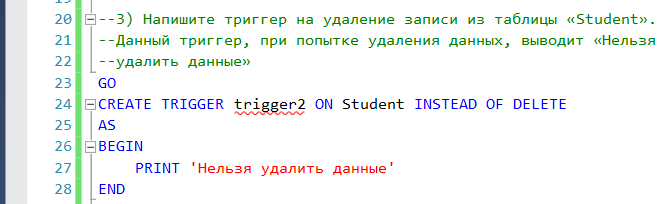 20 --3) Напишите триггер на удаление записи из таблицы «Student».
21 --Данный триггер, при попытке удаления данных, выводит «Нельзя
22 --удалить данные»
23 GO
24 CREATE TRIGGER trigger2 ON Student INSTEAD OF DELETE
25 AS
26 BEGIN
27 PRINT 'Нельзя удалить данные'
28 END